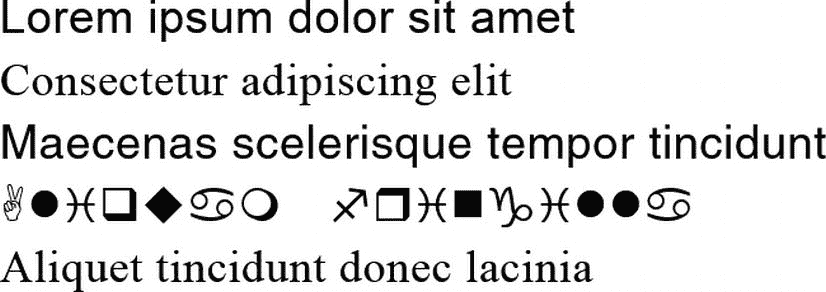 Lorem ipsum dolor sit amet
Consectetur adipiscing elit
Maecenas scelerisque tempor tincidunt
✌●♓❑◆♋❍ ♐❒♓■♑♓●●♋
Aliquet tincidunt donec lacinia